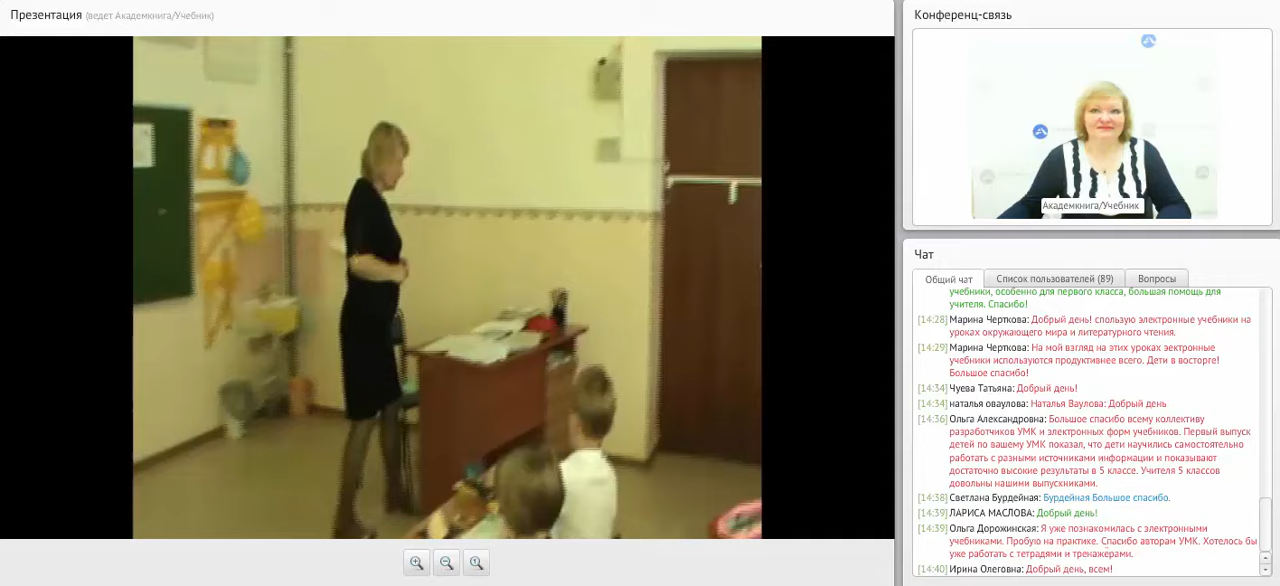 Презентация (ведет Академкнига/Учебник)
Конференц-связь
Академкнига/Учебник
Чат
Общий чат
Список пользователей (89)
Вопросы
учебники, особенно для первого класса, большая помощь для
учителя. Спасибо!
[14:28] Марина Черткова: Добрый день! спользую электронные учебники на
уроках окружающего мира и литературного чтения.
[14:29] Марина Черткова: На мой взгляд на этих уроках эектронные
учебники используются продуктивнее всего. Дети в восторге!
Большое спасибо!
[14:34] Чуева Татьяна: Добрый день!
[14:34] наталья оваулова: Наталья Ваулова: Добрый день
[14:36] Ольга Александровна: Большое спасибо всему коллективу
разработчиков УМК и электронных форм учебников. Первый выпуск
детей по вашему УМК показал, что дети научились самостоятельно
работать с разными источниками информации и показывают
достаточно высокие результаты в 5 классе. Учителя 5 классов
довольны нашини выпускниками.
[14:38] Светлана Бурдейная: Бурдейная Большое спасибо.
[14:39] ЛАРИСА МАСЛОВА: Добрый день!
[14:39] Ольга Дорожинская: Я уже познакомилась с электронными
учебниками. Пробую на практике. Спасибо авторам УМК. Хотелось бы
уже работать с тетрадями и тренажерами.
[14:40] Ирина Олеговна: Добрый день, всем!